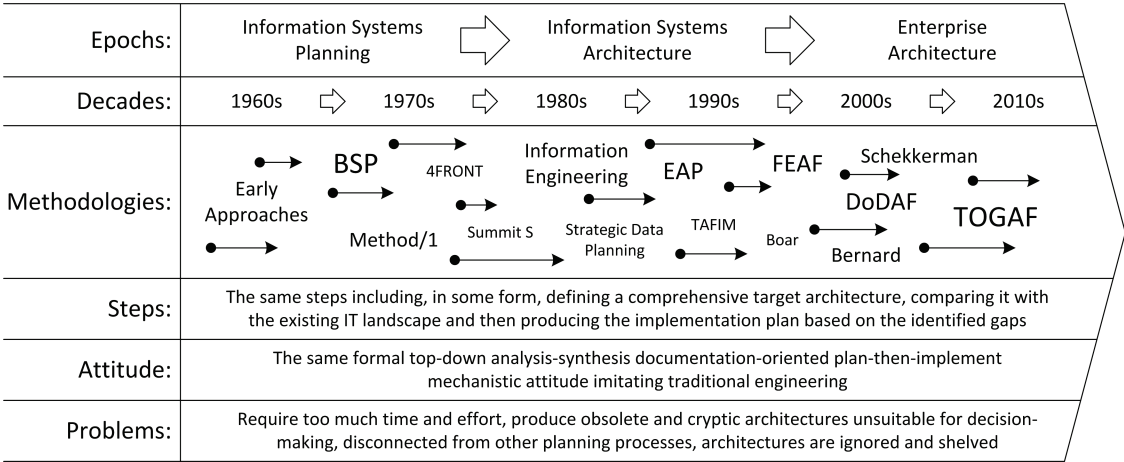 Epochs:
Information Systems
Planning
Information Systems
Architecture
Enterprise
Architecture
Decades:
1960s
1970s
1980s
1990s
2000s
2010s
Methodologies:
Early
Approaches
BSP
Method/1
4FRONT
Summit S
Information
Engineering
Strategic Data
Planning
EAP
TAFIM
FEAF
Boar
Schekkerman
DoDAF
Bernard
TOGAF
Steps:
The same steps including, in some form, defining a comprehensive target architecture, comparing it with
the existing IT landscape and then producing the implementation plan based on the identified gaps
Attitude:
The same formal top-down analysis-synthesis documentation-oriented plan-then-implement
mechanistic attitude imitating traditional engineering
Problems:
Require too much time and effort, produce obsolete and cryptic architectures unsuitable for decision-
making, disconnected from other planning processes, architectures are ignored and shelved